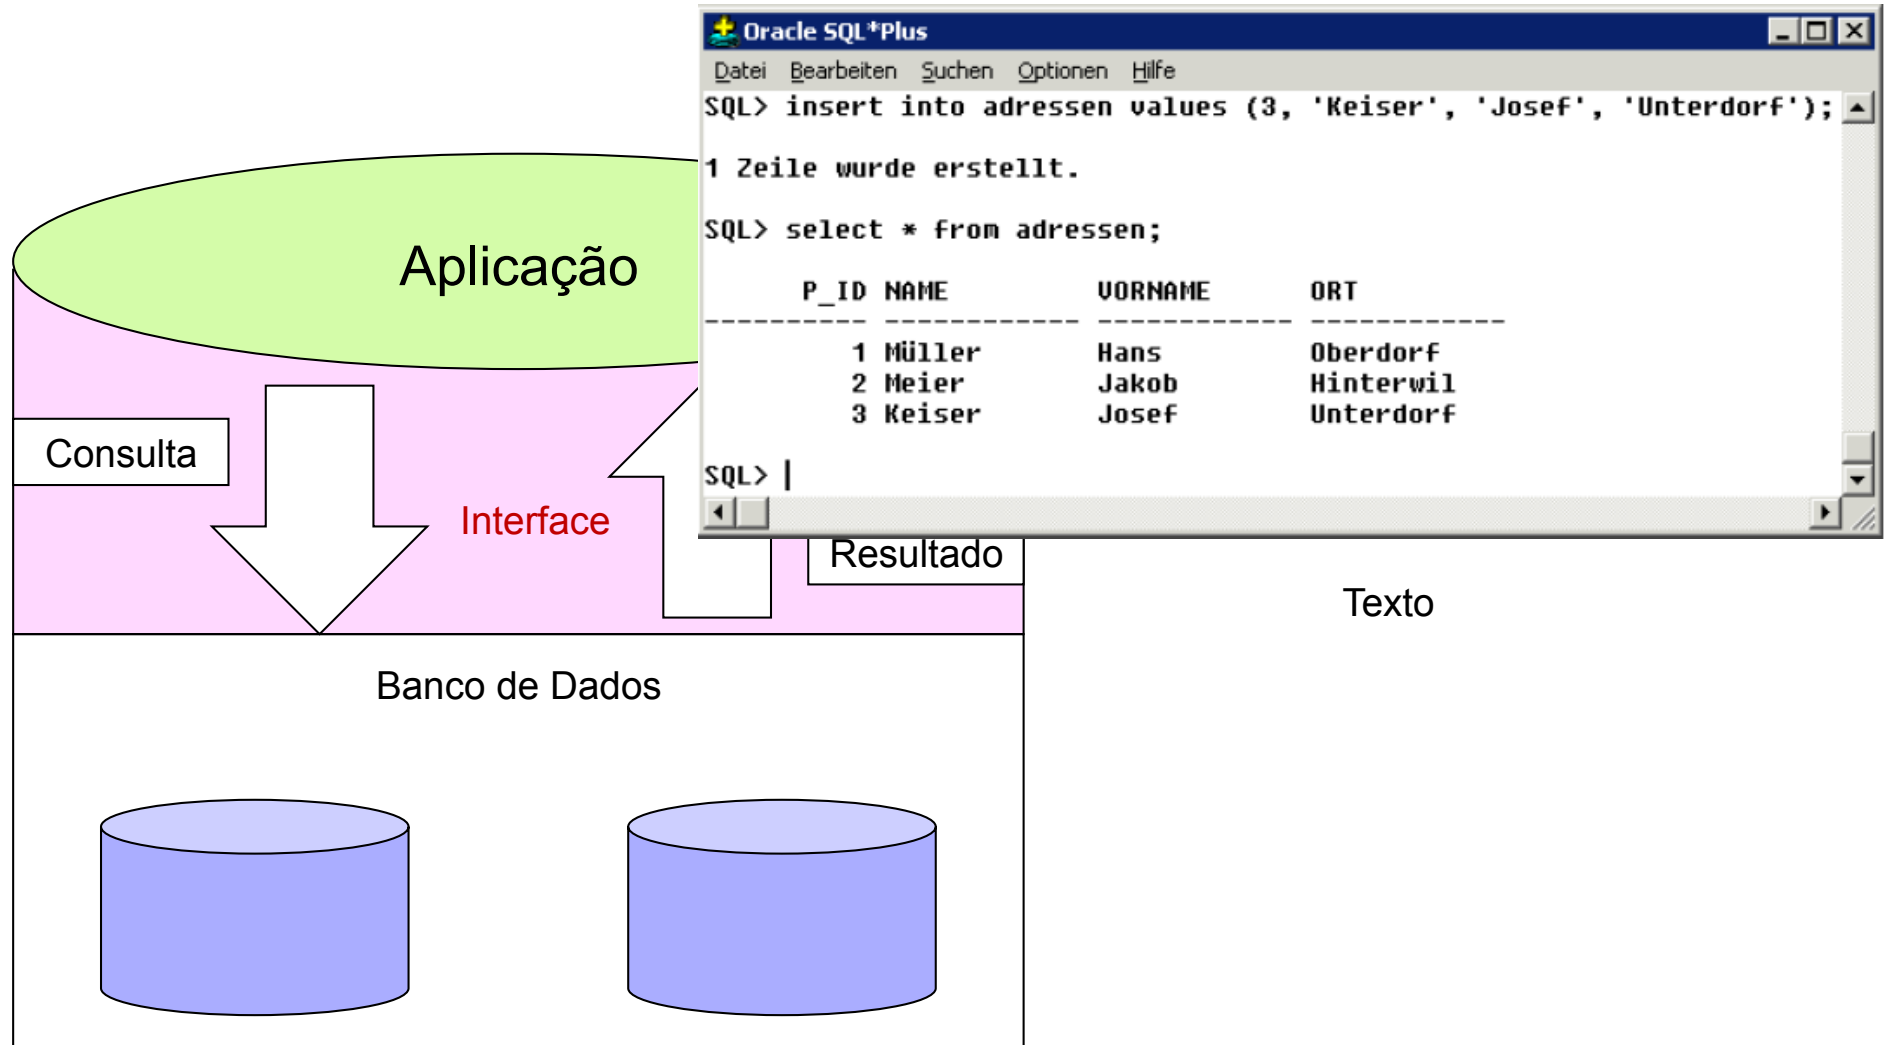 Oracle SQL*Plus
Datei Bearbeiten Suchen Optionen Hilfe
SQL> insert into adressen values (3, 'Keiser', 'Josef', 'Unterdorf');
1 Zeile wurde erstellt.
SQL> select * from adressen;
P_ID NAME VORNAME ORT
---------- ------------ ------------ ------------
1 Müller Hans Oberdorf
2 Meier Jakob Hinterwil
3 Keiser Josef Unterdorf
SQL>
Aplicação
Consulta
Interface
Resultado
Texto
Banco de Dados